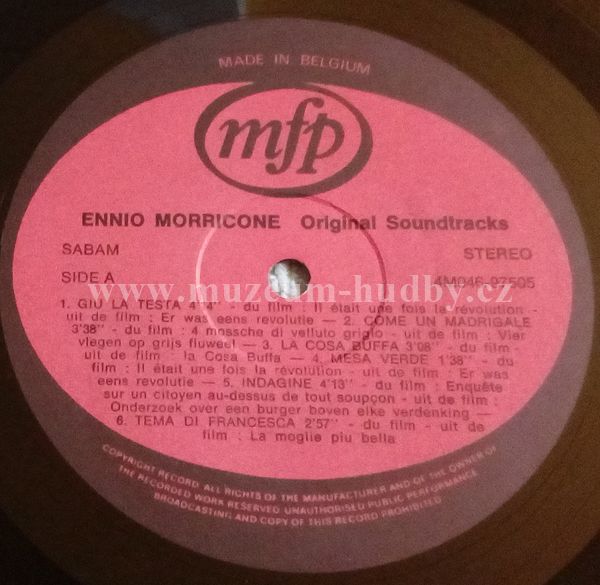 MADE IN BELGIUM
mfp
ENNIO MORRICONE Original Soundtracks
SABAM STEREO
SIDE A 4M046-97505
www.muzeum-hudby.cz
1. GIU LA TESTA 4'4'' - du film : Il était une fois la révolution -
uit de film : Er was eens revolutie — 2. COME UN MADRIGALE
3'38'' - du film : 4 mossche di velluto grigio - uit de film : Vier
vlegen op grijs fluweel — 3. LA COSA BUFFA 3'08'' - du film -
uit de film : la Cosa Buffa — 4. MESA VERDE 1'38'' - du
film : Il était une fois la révolution - uit de film : Er was
eens revolutie — 5. INDAGINE 4'13'' - du film : Enquête
sur un citoyen au-dessus de tout soupçon - uit de film :
Onderzoek over een burger boven elke verdenking —
6. TEMA DI FRANCESCA 2'57'' - du film - uit de
film : La moglie piu bella
COPYRIGHT RECORD. ALL RIGHTS OF THE MANUFACTURER AND OF THE OWNER OF
THE RECORDED WORK RESERVED UNAUTHORISED PUBLIC PERFORMANCE
BROADCASTING AND COPY OF THIS RECORD PROHIBITED